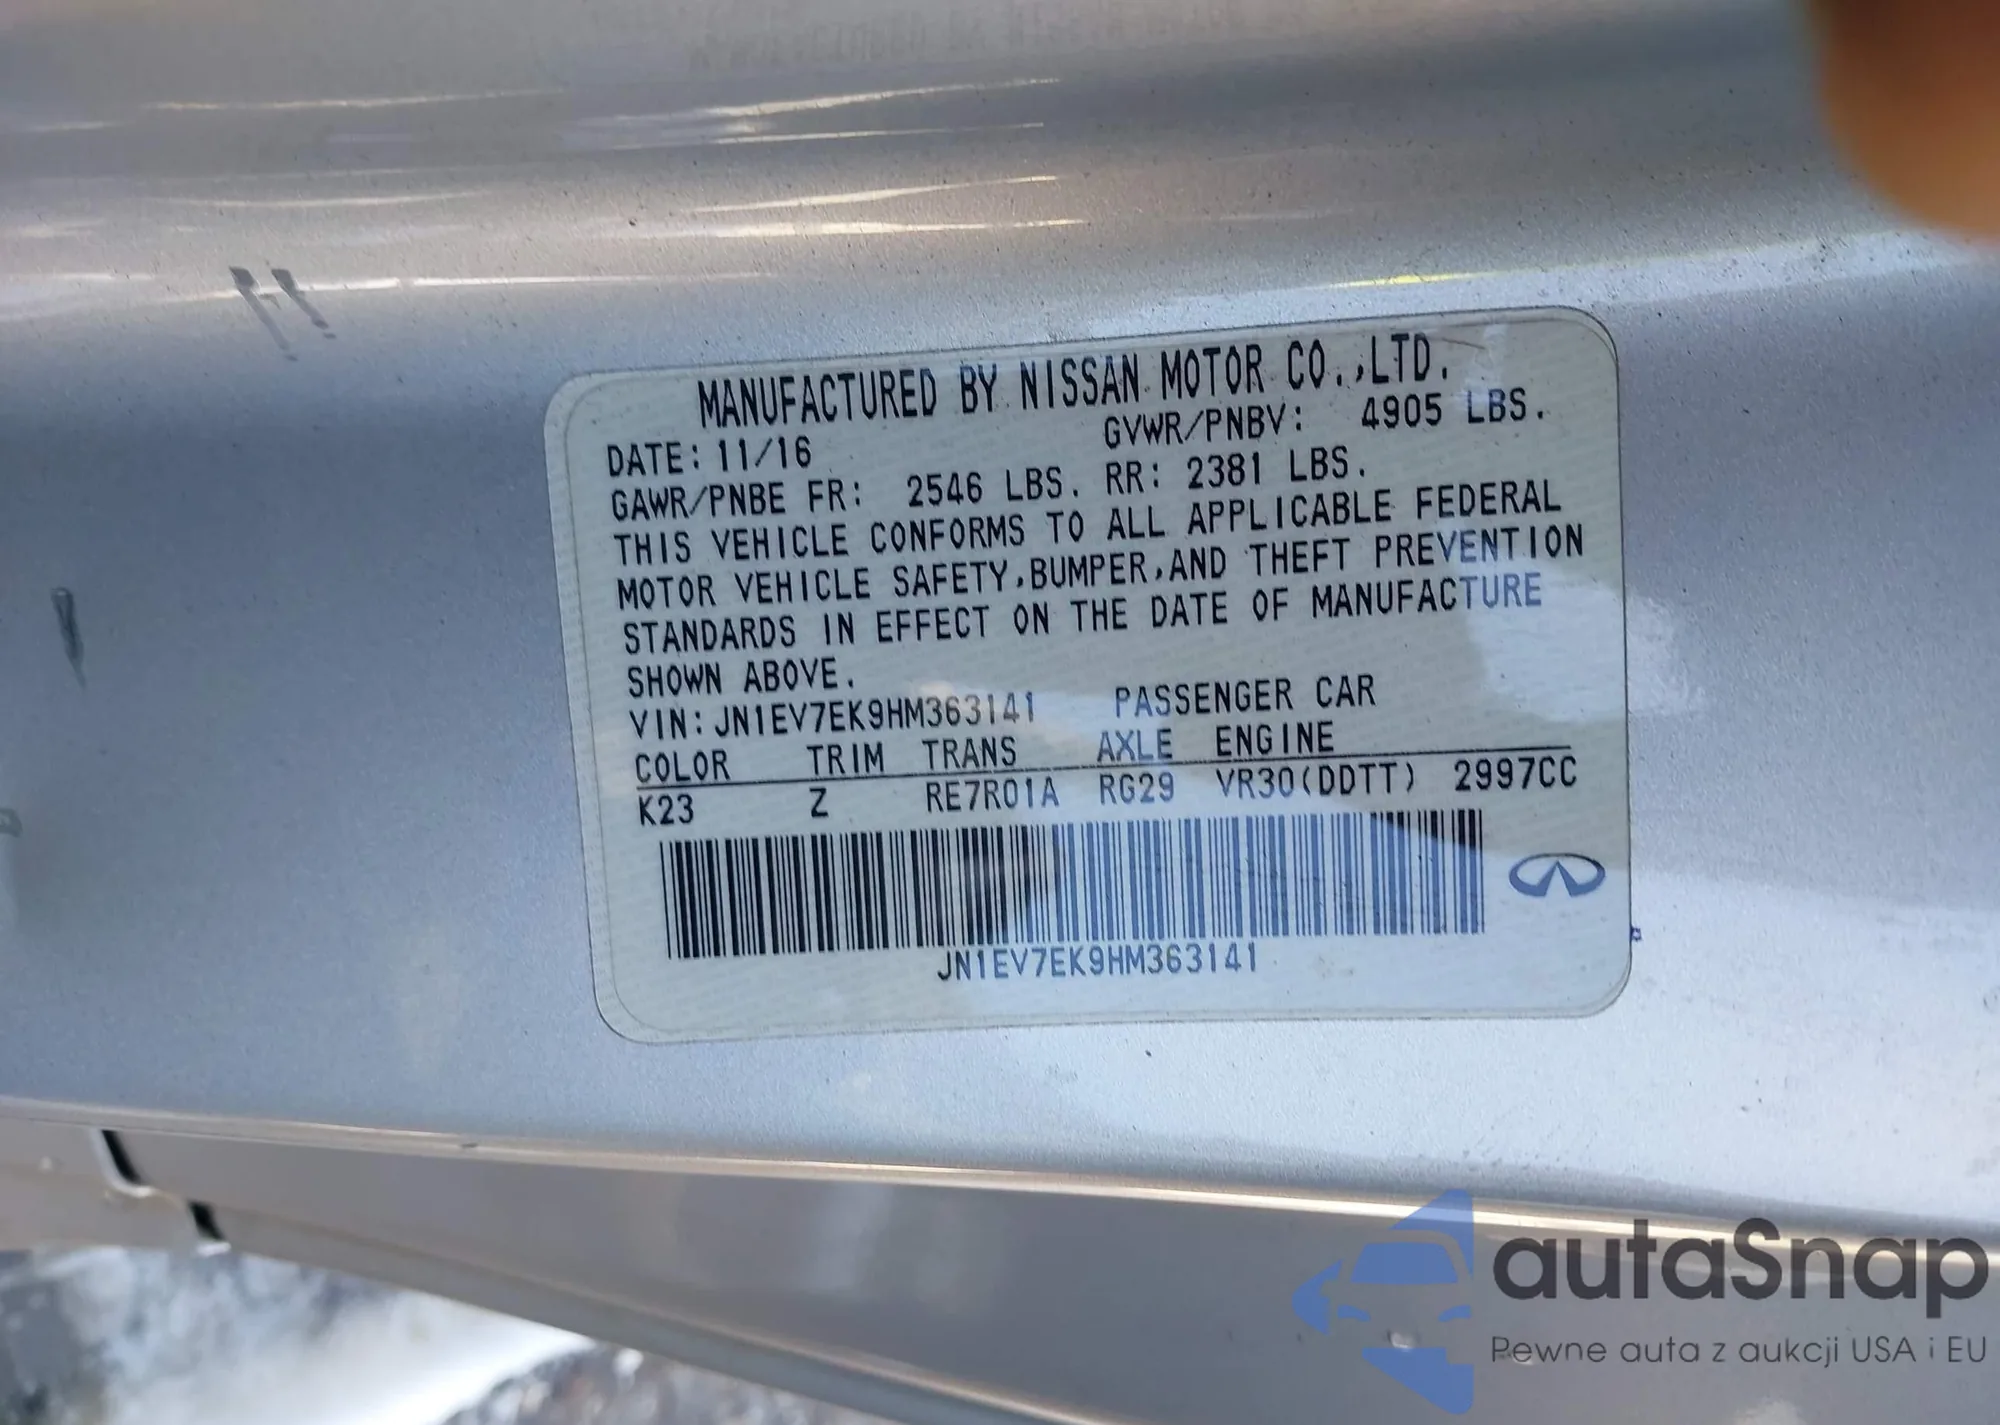 MANUFACTURED BY NISSAN MOTOR CO.,LTD.
DATE: 11/16 GVWR/PNBV: 4905 LBS.
GAWR/PNBE FR: 2546 LBS. RR: 2381 LBS.
THIS VEHICLE CONFORMS TO ALL APPLICABLE FEDERAL
MOTOR VEHICLE SAFETY,BUMPER,AND THEFT PREVENTION
STANDARDS IN EFFECT ON THE DATE OF MANUFACTURE
SHOWN ABOVE.
VIN: JN1EV7EK9HM363141 PASSENGER CAR
COLOR TRIM TRANS AXLE ENGINE
K23 Z RE7R01A RG29 VR30(DDTT) 2997CC
JN1EV7EK9HM363141
autaSnap
Pewne auta z aukcji USA i EU